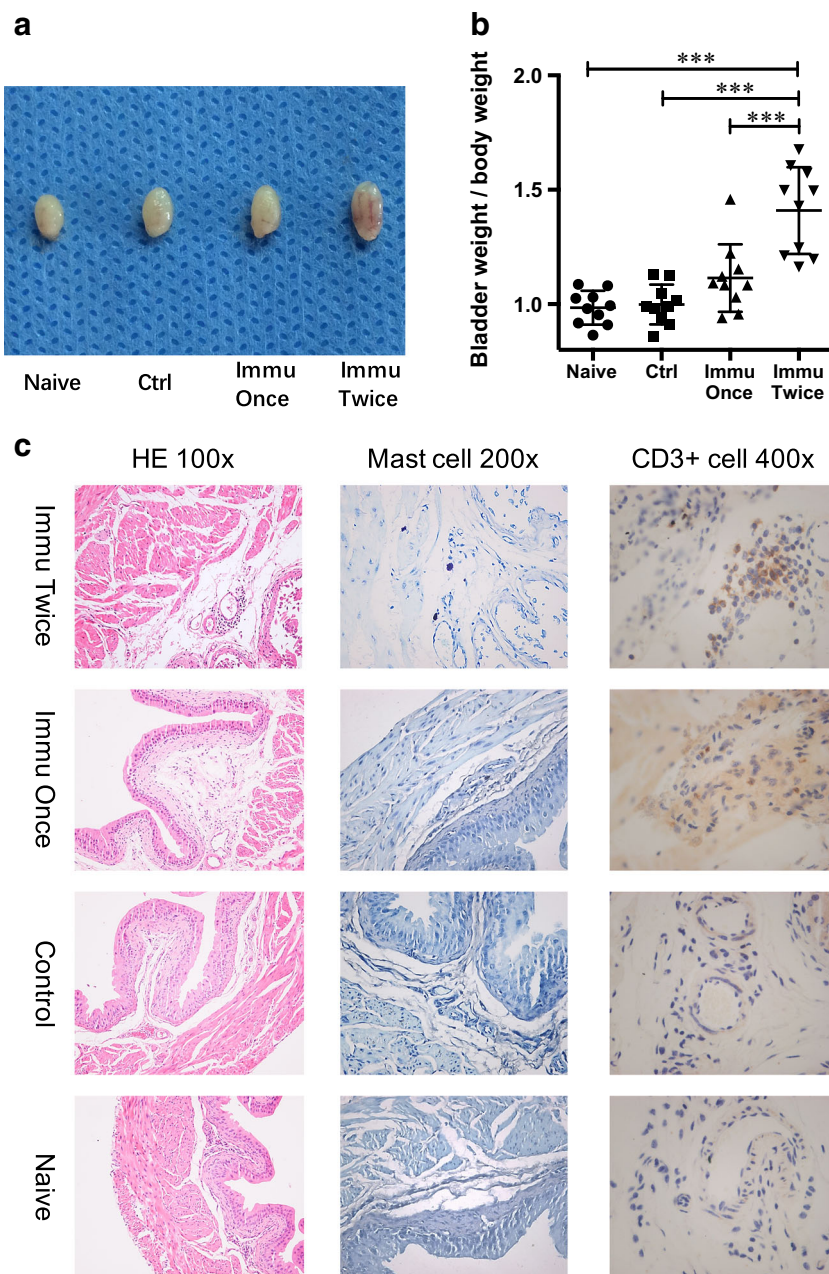 a
b
Naive
Ctrl
Immu
Once
Immu
Twice
Bladder weight / body weight
2.0
1.5
1.0
***
***
***
Naive
Ctrl
Immu
Once
Immu
Twice
c
HE 100x
Mast cell 200x
CD3+ cell 400x
Immu Twice
Immu Once
Control
Naive